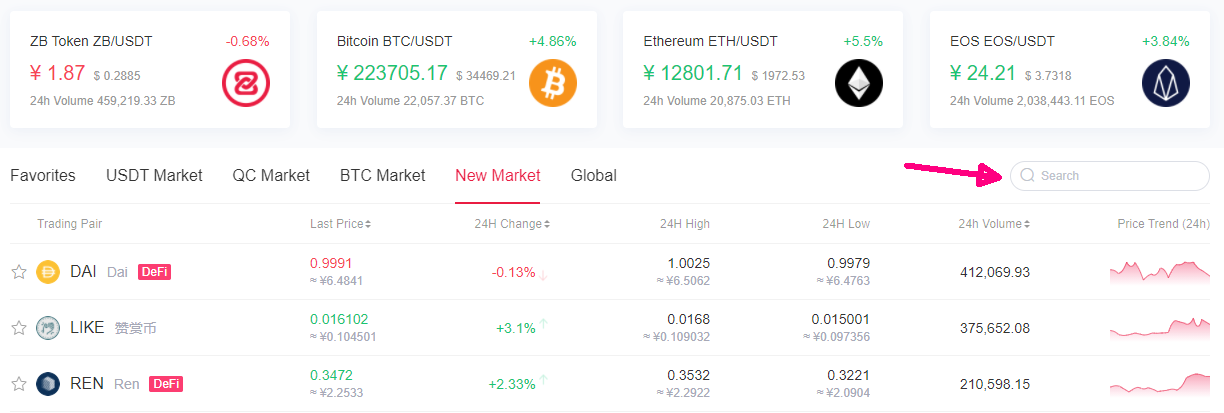 ZB Token ZB/USDT -0.68%
¥ 1.87 $ 0.2885
24h Volume 459,219.33 ZB
Bitcoin BTC/USDT +4.86%
¥ 223705.17 $ 34469.21
24h Volume 22,057.37 BTC
Ethereum ETH/USDT +5.5%
¥ 12801.71 $ 1972.53
24h Volume 20,875.03 ETH
EOS EOS/USDT +3.84%
¥ 24.21 $ 3.7318
24h Volume 2,038,443.11 EOS
Favorites USDT Market QC Market BTC Market New Market Global Search
Trading Pair Last Price 24H Change 24H High 24H Low 24h Volume Price Trend (24h)
DAI Dai DeFi 0.9991 -0.13% 1.0025 0.9979 412,069.93
≈ ¥6.4841 ≈ ¥6.5062 ≈ ¥6.4763
LIKE 赞赏币 0.016102 +3.1% 0.0168 0.015001 375,652.08
≈ ¥0.104501 ≈ ¥0.109032 ≈ ¥0.097356
REN Ren DeFi 0.3472 +2.33% 0.3532 0.3221 210,598.15
≈ ¥2.2533 ≈ ¥2.2922 ≈ ¥2.0904